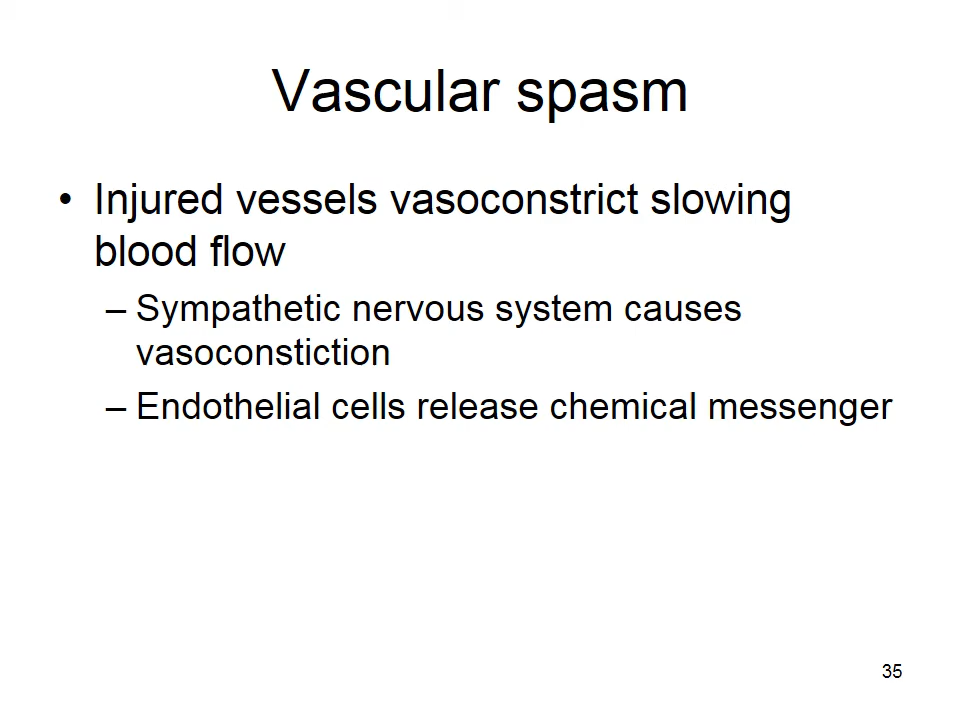 Vascular spasm
• Injured vessels vasoconstrict slowing
blood flow
– Sympathetic nervous system causes
vasoconstiction
– Endothelial cells release chemical messenger
35